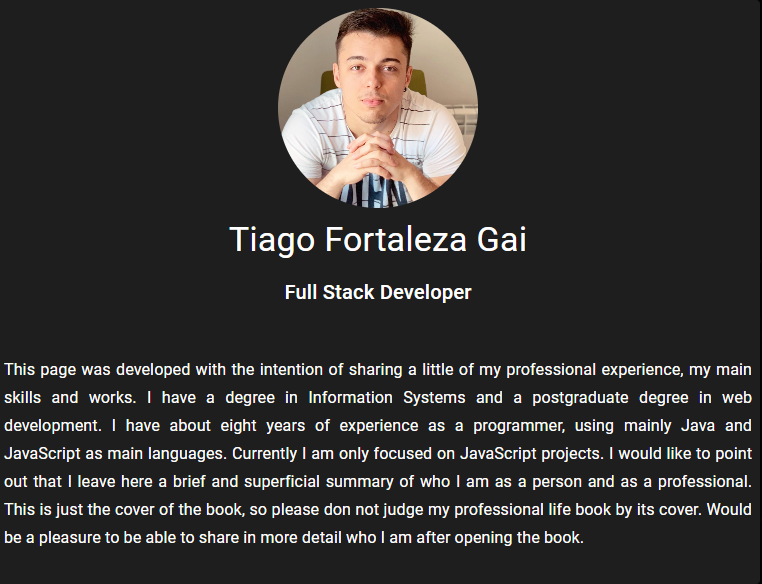 Tiago Fortaleza Gai
Full Stack Developer
This page was developed with the intention of sharing a little of my professional experience, my main
skills and works. I have a degree in Information Systems and a postgraduate degree in web
development. I have about eight years of experience as a programmer, using mainly Java and
JavaScript as main languages. Currently I am only focused on JavaScript projects. I would like to point
out that I leave here a brief and superficial summary of who I am as a person and as a professional.
This is just the cover of the book, so please don not judge my professional life book by its cover. Would
be a pleasure to be able to share in more detail who I am after opening the book.